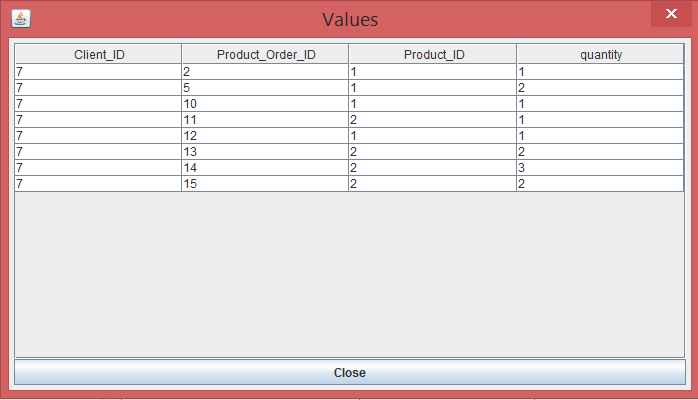 Values
Client_ID Product_Order_ID Product_ID quantity
7 2 1 1
7 5 1 2
7 10 1 1
7 11 2 1
7 12 1 1
7 13 2 2
7 14 2 3
7 15 2 2
Close